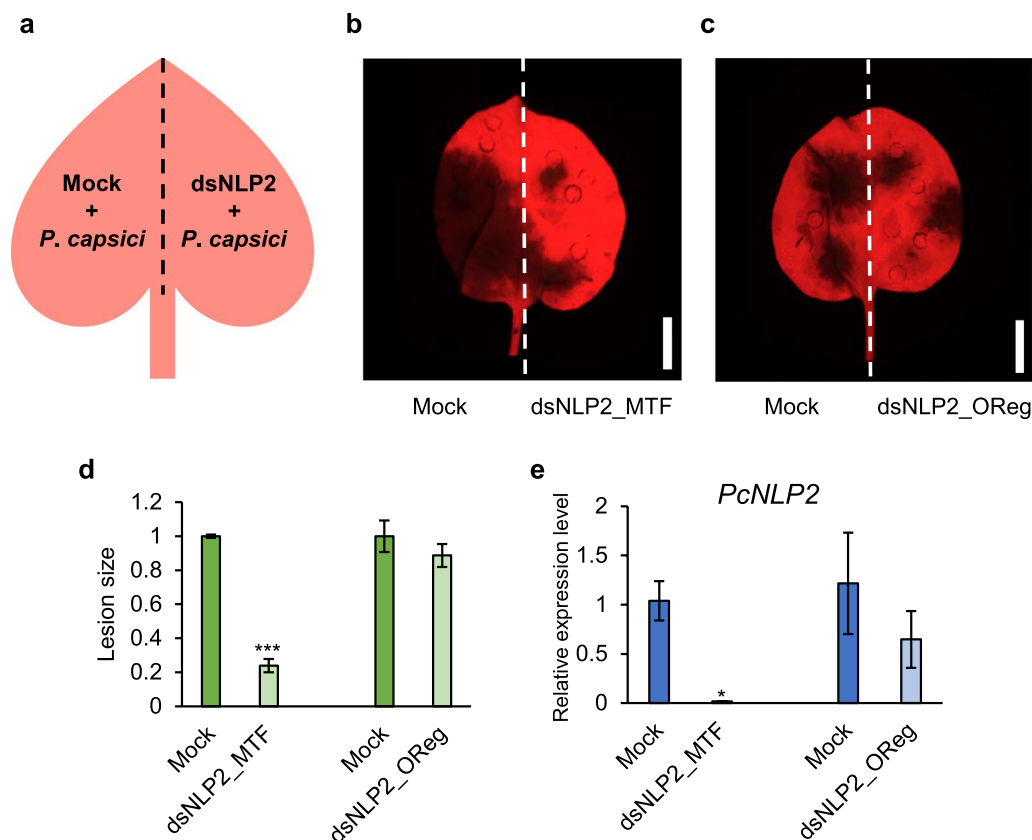 a
Mock
+
P. capsici
dsNLP2
+
P. capsici
b
Mock
dsNLP2_MTF
c
Mock
dsNLP2_OReg
d
Lesion size
1.2
1
0.8
0.6
0.4
0.2
0
***
Mock
dsNLP2_MTF
Mock
dsNLP2_OReg
e
PcNLP2
Relative expression level
2
1.5
1
0.5
0
*
Mock
dsNLP2_MTF
Mock
dsNLP2_OReg